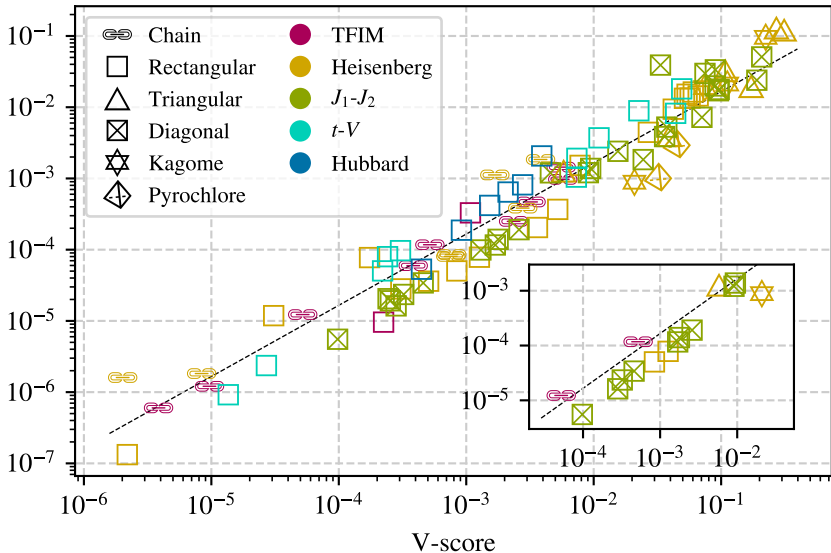 10⁻¹
10⁻²
10⁻³
10⁻⁴
10⁻⁵
10⁻⁶
10⁻⁷
Chain
Rectangular
Triangular
Diagonal
Kagome
Pyrochlore
TFIM
Heisenberg
J₁-J₂
t-V
Hubbard
10⁻³
10⁻⁴
10⁻⁵
10⁻⁴ 10⁻³ 10⁻²
10⁻⁶ 10⁻⁵ 10⁻⁴ 10⁻³ 10⁻² 10⁻¹
V-score